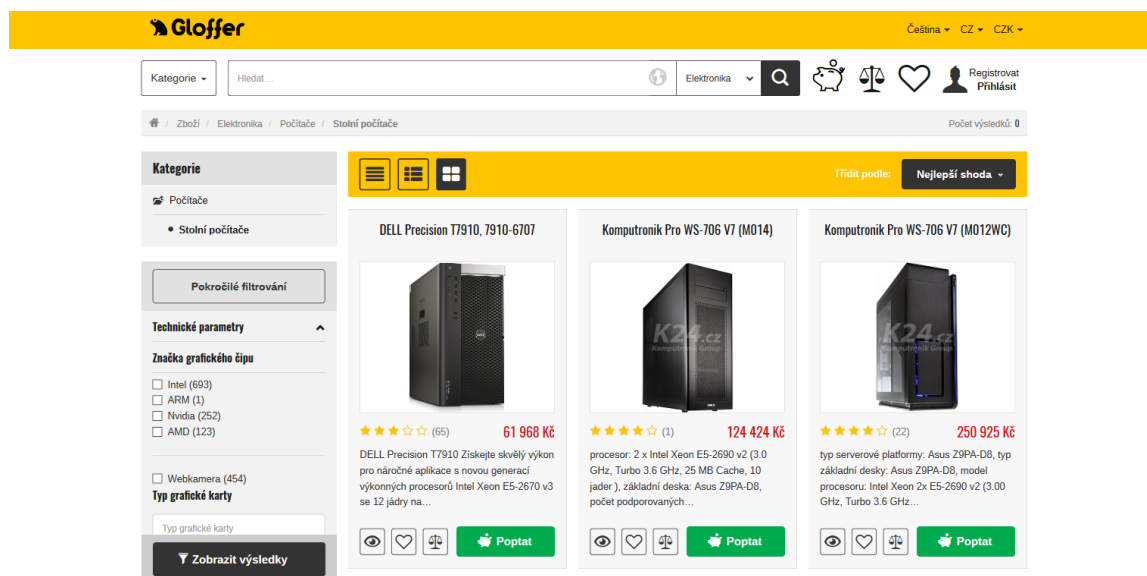 Gloffer
Čeština CZ CZK
Kategorie
Hledat ...
Elektronika
Registrovat
Přihlásit
/ Zboží / Elektronika / Počítače / Stolní počítače
Počet výsledků: 0
Kategorie
Počítače
Stolní počítače
Pokročilé filtrování
Technické parametry
Značka grafického čipu
Intel (693)
ARM (1)
Nvidia (252)
AMD (123)
Webkamera (454)
Typ grafické karty
Typ grafické karty
Zobrazit výsledky
Třídit podle:
Nejlepší shoda
DELL Precision T7910, 7910-6707
(65)
61 968 Kč
DELL Precision T7910 Získejte skvělý výkon
pro náročné aplikace s novou generací
výkonných procesorů Intel Xeon E5-2670 v3
se 12 jádry na…
Poptat
Komputronik Pro WS-706 V7 (M014)
K24.cz
Komputronik Group
(1)
124 424 Kč
procesor: 2 x Intel Xeon E5-2690 v2 (3.0
GHz, Turbo 3.6 GHz, 25 MB Cache, 10
jader ), základní deska: Asus Z9PA-D8,
počet podporovaných…
Poptat
Komputronik Pro WS-706 V7 (M012WC)
K24.cz
Komputronik Group
(22)
250 925 Kč
typ serverové platformy: Asus Z9PA-D8, typ
základní desky: Asus Z9PA-D8, model
procesoru: Intel Xeon 2x E5-2690 v2 (3.00
GHz, Turbo 3.6 GHz…
Poptat